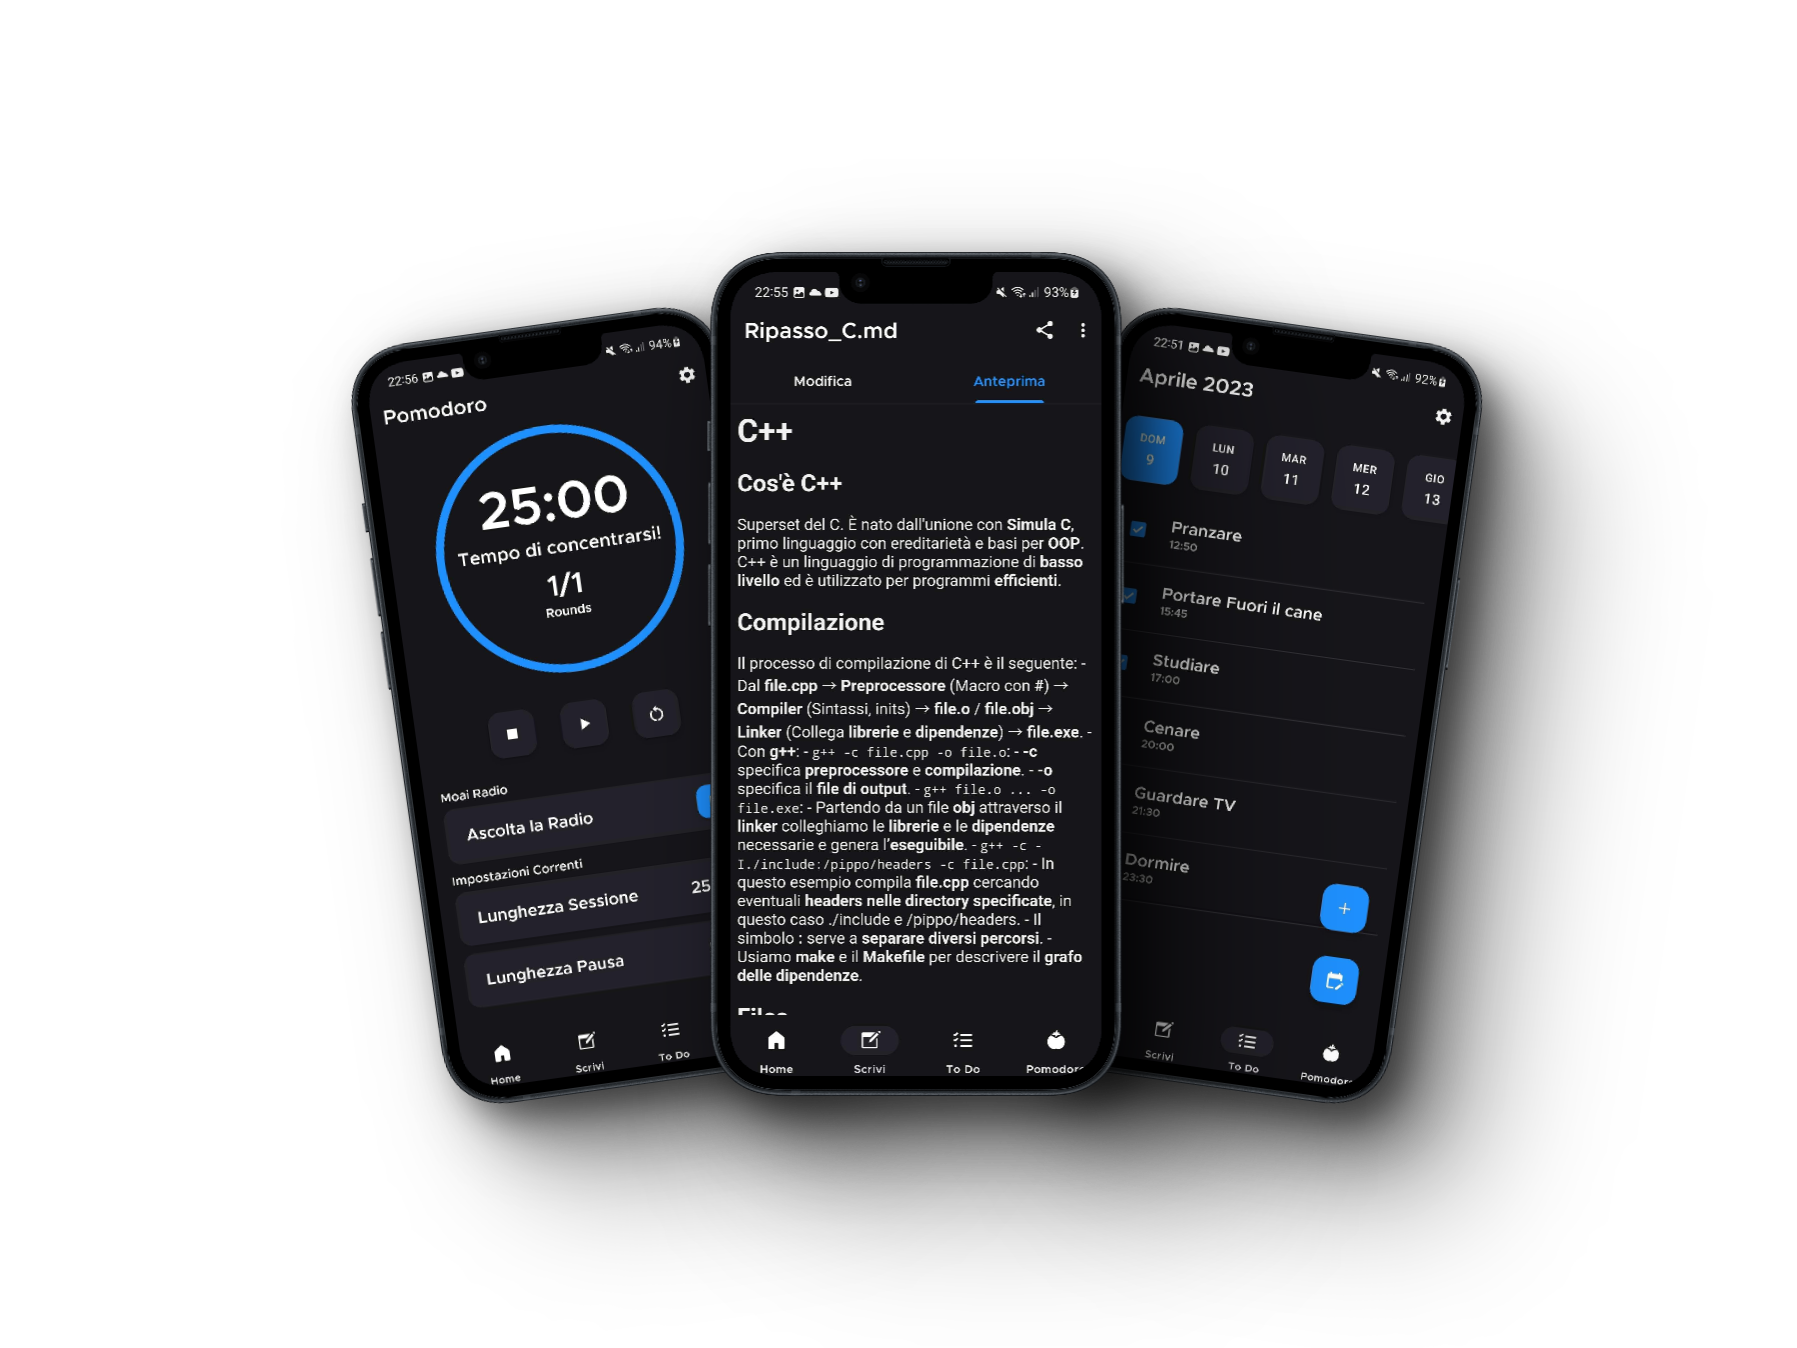 22:56
94%
Pomodoro
25:00
Tempo di concentrarsi!
1/1
Rounds
Moai Radio
Ascolta la Radio
Impostazioni Correnti
Lunghezza Sessione
25
Lunghezza Pausa
Home
Scrivi
To Do
22:55
93%
Ripasso_C.md
Modifica
Anteprima
C++
Cos'è C++
Superset del C. È nato dall'unione con Simula C,
primo linguaggio con ereditarietà e basi per OOP.
C++ è un linguaggio di programmazione di basso
livello ed è utilizzato per programmi efficienti.
Compilazione
Il processo di compilazione di C++ è il seguente: -
Dal file.cpp → Preprocessore (Macro con #) →
Compiler (Sintassi, inits) → file.o / file.obj →
Linker (Collega librerie e dipendenze) → file.exe. -
Con g++: - g++ -c file.cpp -o file.o: - -c
specifica preprocessore e compilazione. - -o
specifica il file di output. - g++ file.o ... -o
file.exe: - Partendo da un file obj attraverso il
linker colleghiamo le librerie e le dipendenze
necessarie e genera l'eseguibile. - g++ -c -
I./include:/pippo/headers -c file.cpp: - In
questo esempio compila file.cpp cercando
eventuali headers nelle directory specificate, in
questo caso ./include e /pippo/headers. - Il
simbolo : serve a separare diversi percorsi. -
Usiamo make e il Makefile per descrivere il grafo
delle dipendenze.
Home
Scrivi
To Do
Pomodoro
22:51
92%
Aprile 2023
DOM
9
LUN
10
MAR
11
MER
12
GIO
13
Pranzare
12:50
Portare Fuori il cane
15:45
Studiare
17:00
Cenare
20:00
Guardare TV
21:30
Dormire
23:30
Scrivi
To Do
Pomodoro